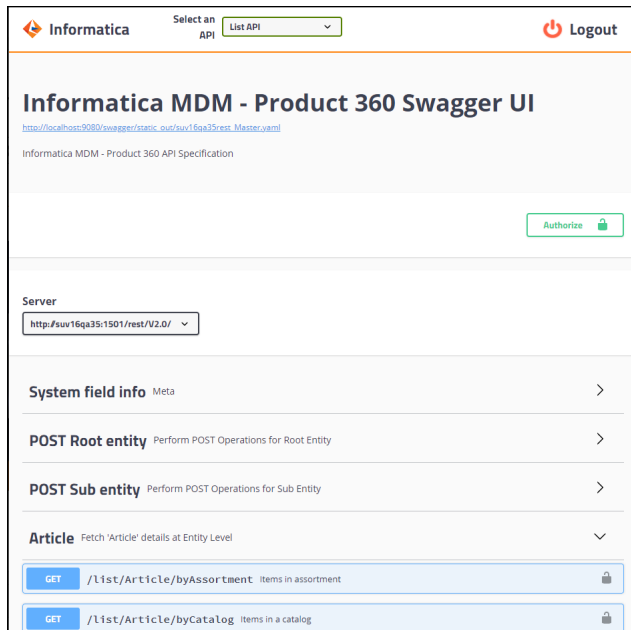 Informatica
Select an API
List API
Logout
Informatica MDM - Product 360 Swagger UI
http://localhost:9080/swagger/static_out/suv16qa35rest_Master.yaml
Informatica MDM - Product 360 API Specification
Authorize
Server
http://suv16qa35:1501/rest/V2.0/
System field info Meta
POST Root entity Perform POST Operations for Root Entity
POST Sub entity Perform POST Operations for Sub Entity
Article Fetch 'Article' details at Entity Level
GET /list/Article/byAssortment Items in assortment
GET /list/Article/byCatalog Items in a catalog